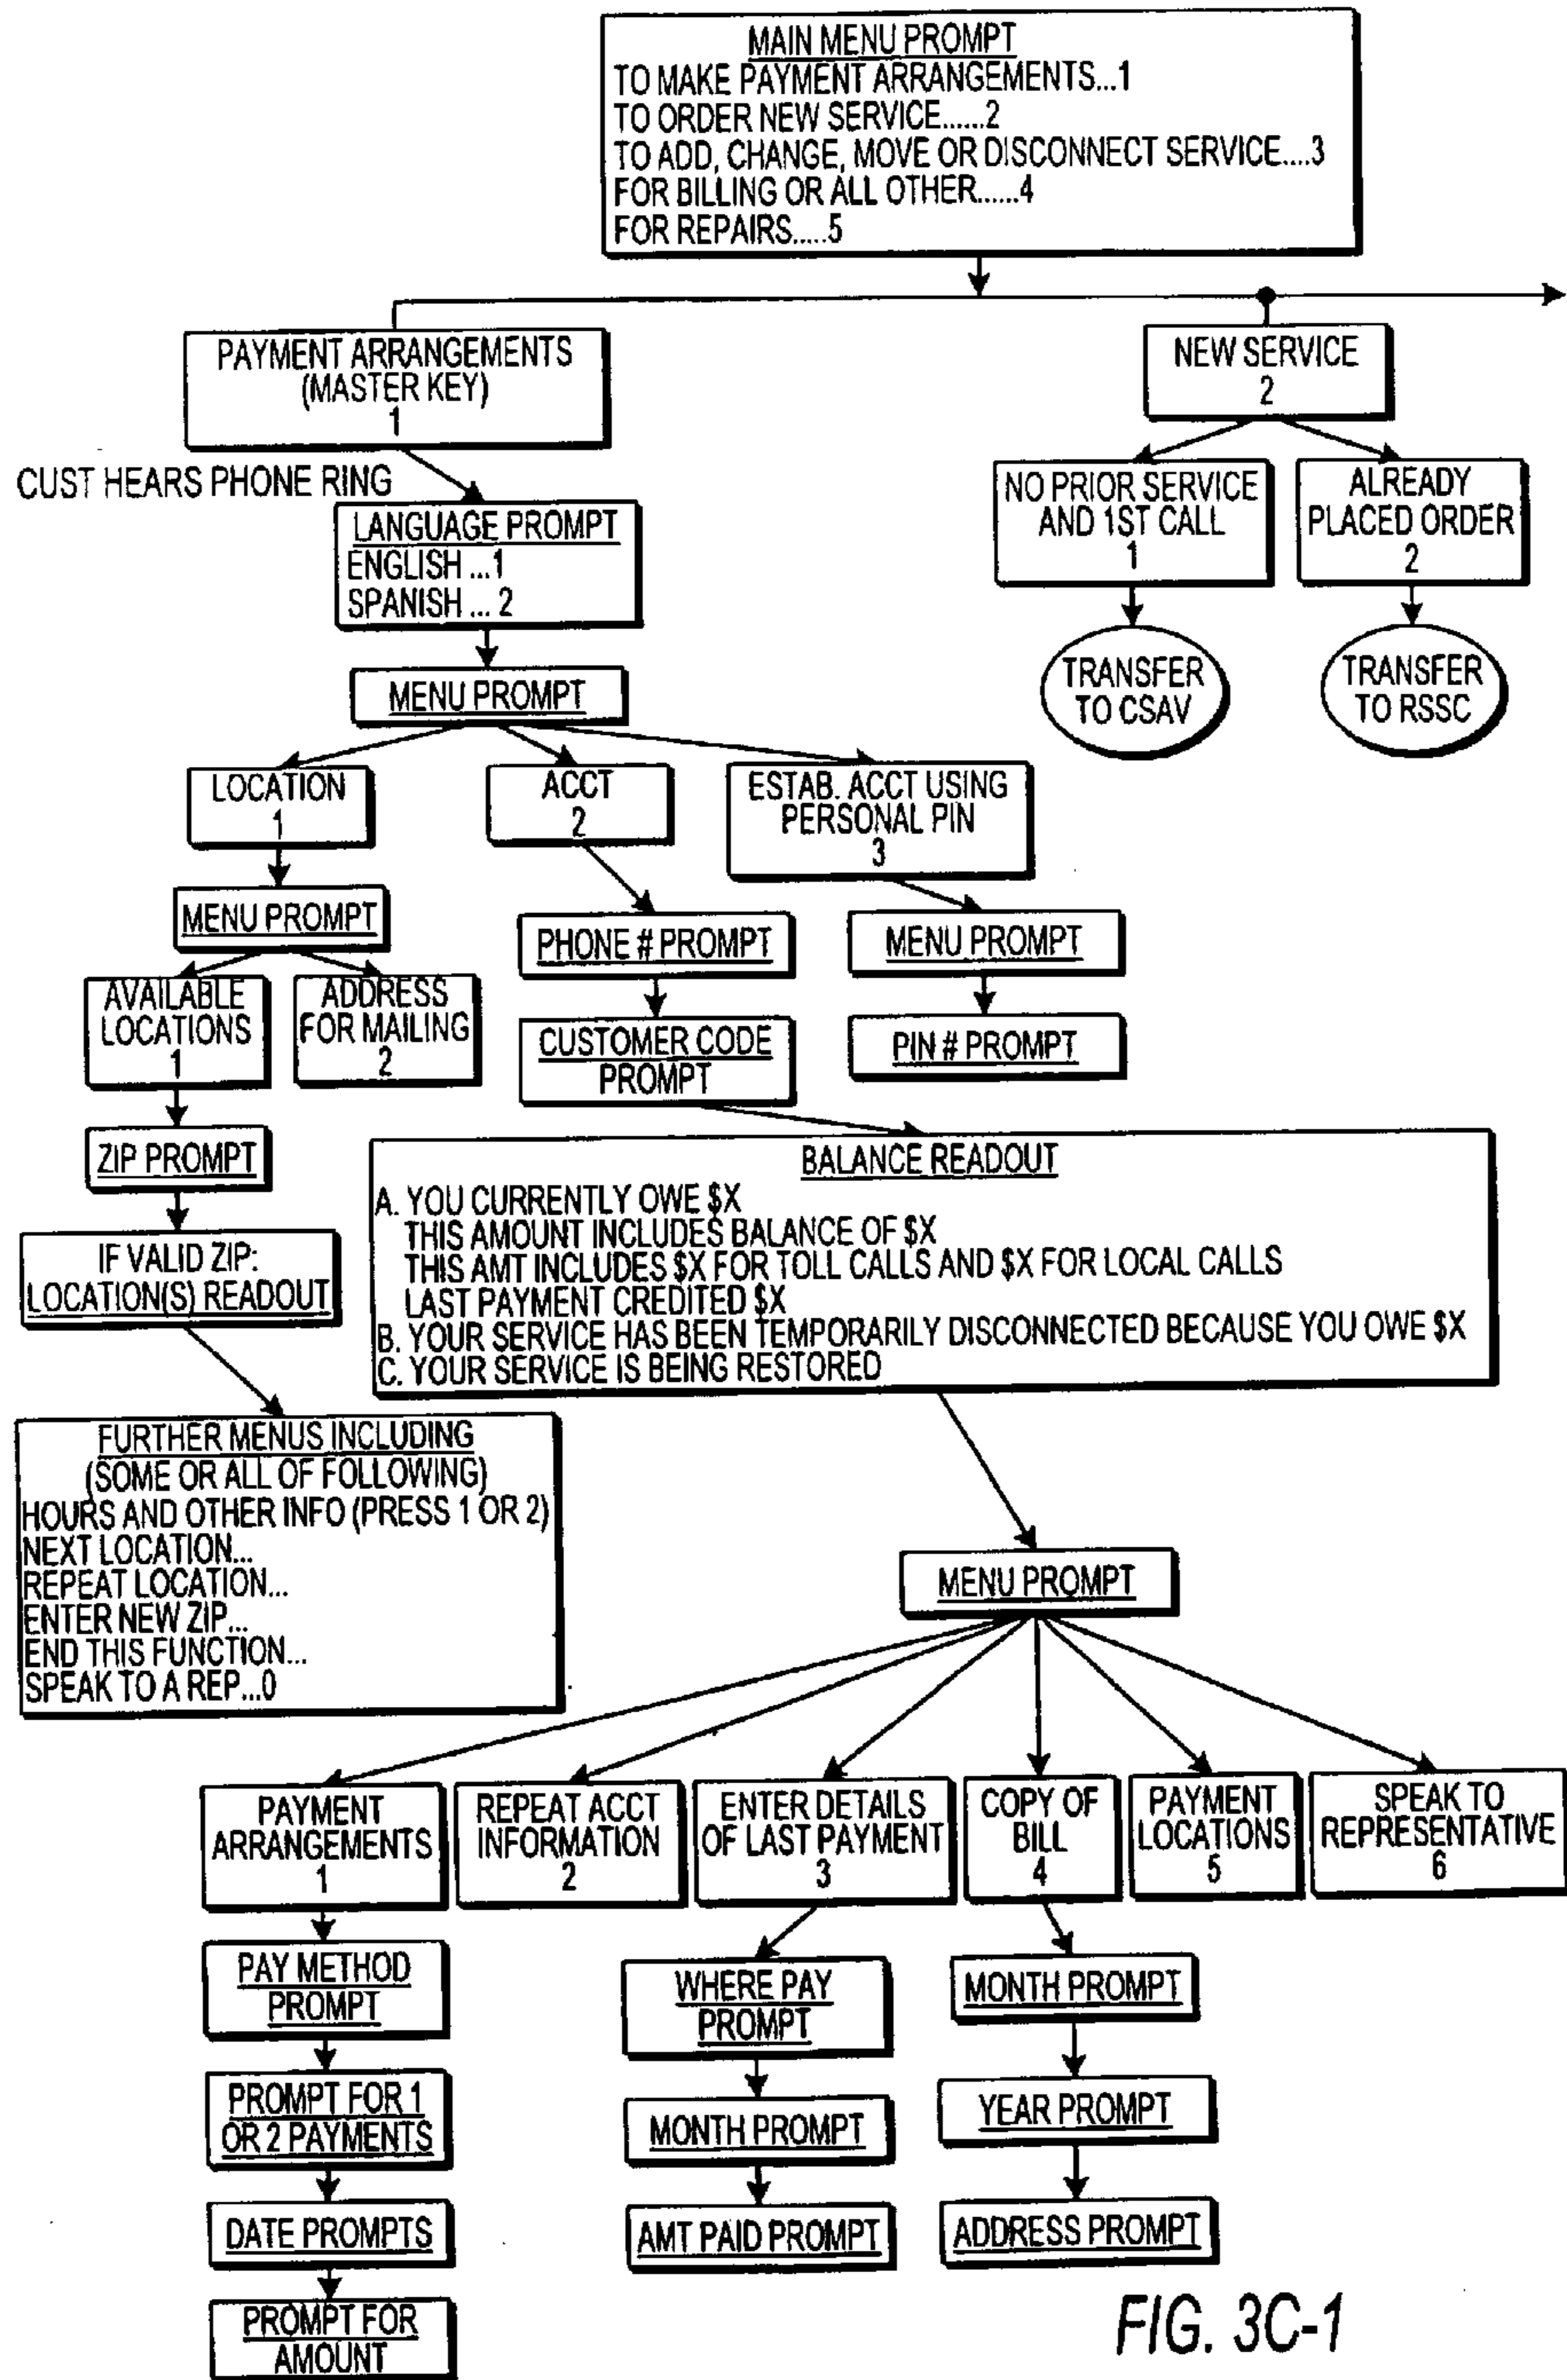 MAIN MENU PROMPT
TO MAKE PAYMENT ARRANGEMENTS...1
TO ORDER NEW SERVICE......2
TO ADD, CHANGE, MOVE OR DISCONNECT SERVICE....3
FOR BILLING OR ALL OTHER......4
FOR REPAIRS.....5
PAYMENT ARRANGEMENTS
(MASTER KEY)
1
NEW SERVICE
2
CUST HEARS PHONE RING
LANGUAGE PROMPT
ENGLISH ...1
SPANISH ... 2
NO PRIOR SERVICE
AND 1ST CALL
1
ALREADY
PLACED ORDER
2
TRANSFER
TO CSAV
TRANSFER
TO RSSC
MENU PROMPT
LOCATION
1
ACCT
2
ESTAB. ACCT USING
PERSONAL PIN
3
MENU PROMPT
PHONE # PROMPT
MENU PROMPT
AVAILABLE
LOCATIONS
1
ADDRESS
FOR MAILING
2
CUSTOMER CODE
PROMPT
PIN # PROMPT
ZIP PROMPT
IF VALID ZIP:
LOCATION(S) READOUT
BALANCE READOUT
A. YOU CURRENTLY OWE $X
THIS AMOUNT INCLUDES BALANCE OF $X
THIS AMT INCLUDES $X FOR TOLL CALLS AND $X FOR LOCAL CALLS
LAST PAYMENT CREDITED $X
B. YOUR SERVICE HAS BEEN TEMPORARILY DISCONNECTED BECAUSE YOU OWE $X
C. YOUR SERVICE IS BEING RESTORED
FURTHER MENUS INCLUDING
(SOME OR ALL OF FOLLOWING)
HOURS AND OTHER INFO (PRESS 1 OR 2)
NEXT LOCATION...
REPEAT LOCATION...
ENTER NEW ZIP...
END THIS FUNCTION...
SPEAK TO A REP...0
MENU PROMPT
PAYMENT
ARRANGEMENTS
1
REPEAT ACCT
INFORMATION
2
ENTER DETAILS
OF LAST PAYMENT
3
COPY OF
BILL
4
PAYMENT
LOCATIONS
5
SPEAK TO
REPRESENTATIVE
6
PAY METHOD
PROMPT
PROMPT FOR 1
OR 2 PAYMENTS
DATE PROMPTS
PROMPT FOR
AMOUNT
WHERE PAY
PROMPT
MONTH PROMPT
AMT PAID PROMPT
MONTH PROMPT
YEAR PROMPT
ADDRESS PROMPT
FIG. 3C-1